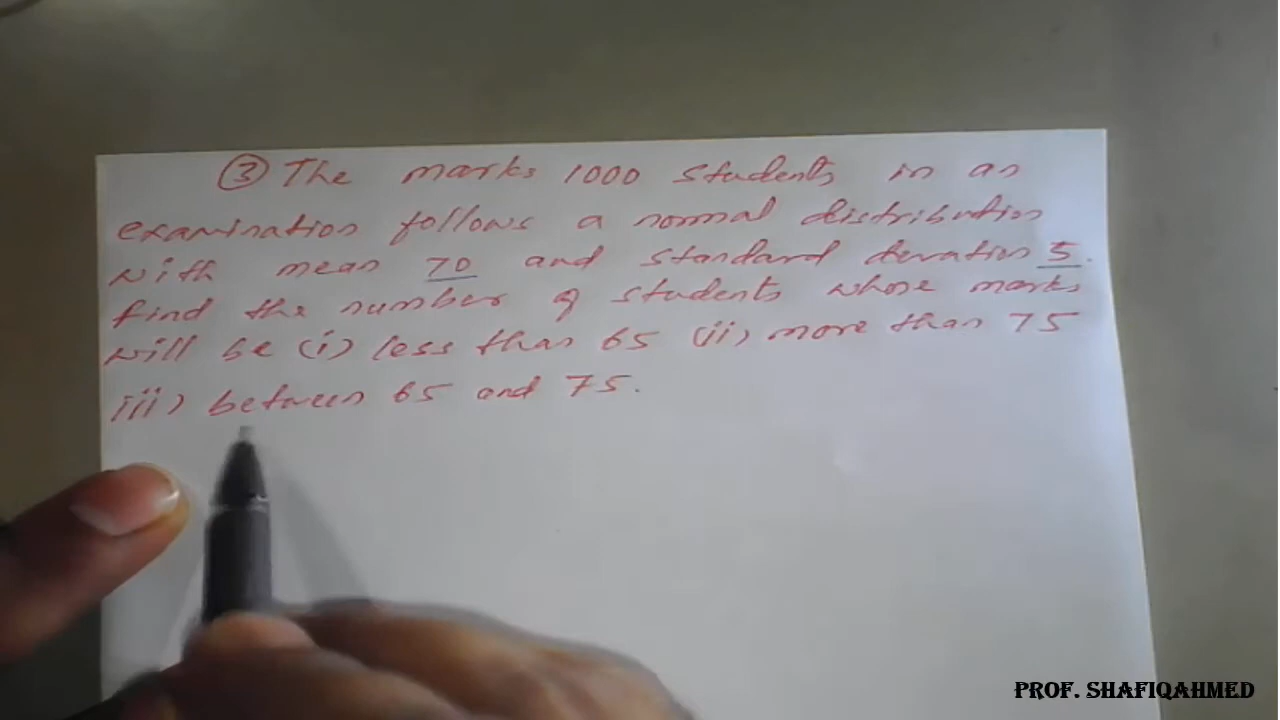 ③ The marks 1000 students in an
examination follows a normal distribution
with mean 70 and standard deviation 5.
find the number of students whose marks
will be (i) less than 65 (ii) more than 75
iii) between 65 and 75.
PROF. SHAFIQAHMED